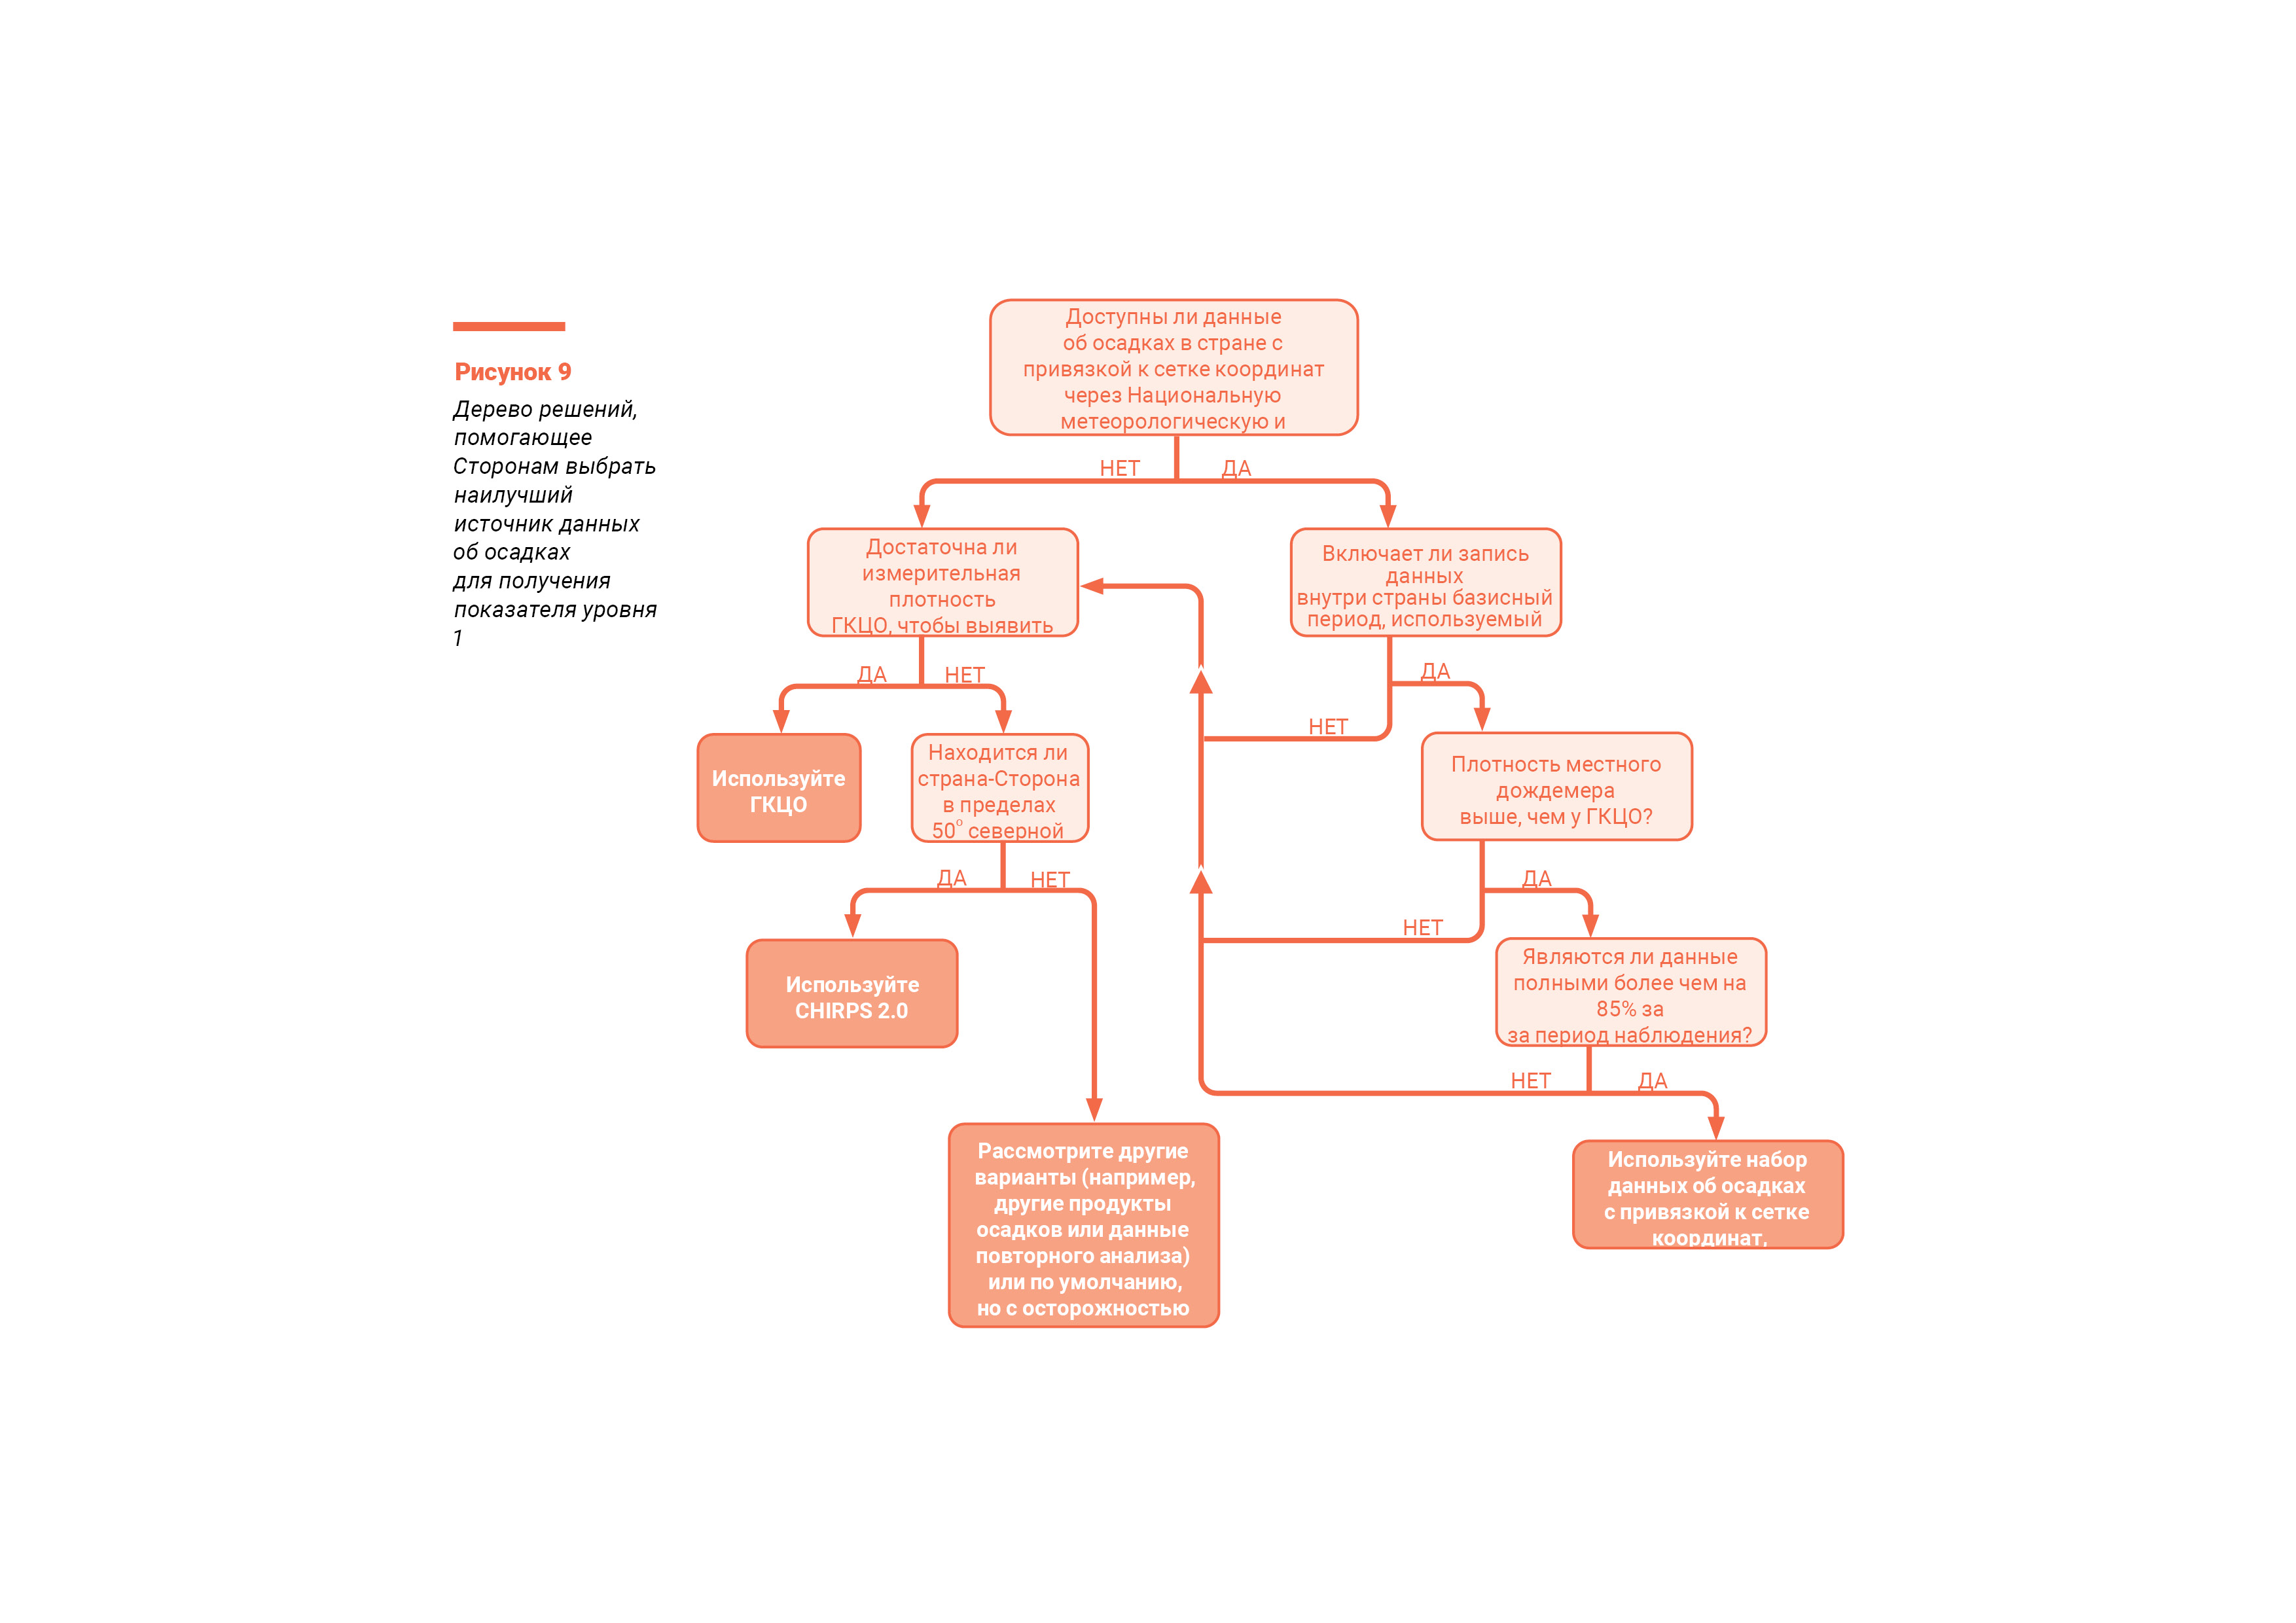 Рисунок 9
Дерево решений,
помогающее
Сторонам выбрать
наилучший
источник данных
об осадках
для получения
показателя уровня
1
Доступны ли данные
об осадках в стране с
привязкой к сетке координат
через Национальную
метеорологическую и
НЕТ
ДА
Достаточна ли
измерительная
плотность
ГКЦО, чтобы выявить
Включает ли запись
данных
внутри страны базисный
период, используемый
ДА
НЕТ
ДА
НЕТ
Используйте
ГКЦО
Находится ли
страна-Сторона
в пределах
50º северной
Плотность местного
дождемера
выше, чем у ГКЦО?
ДА
НЕТ
ДА
НЕТ
Используйте
CHIRPS 2.0
Являются ли данные
полными более чем на
85% за
за период наблюдения?
НЕТ
ДА
Рассмотрите другие
варианты (например,
другие продукты
осадков или данные
повторного анализа)
или по умолчанию,
но с осторожностью
Используйте набор
данных об осадках
с привязкой к сетке
координат,